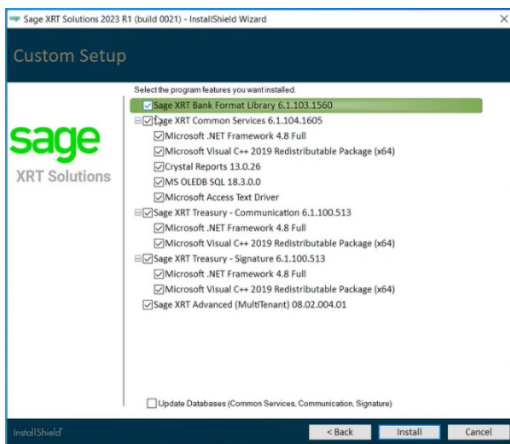 Sage XRT Solutions 2023 R1 (build 0021) - InstallShield Wizard
Custom Setup
Select the program features you want installed.
Sage XRT Bank Format Library 6.1.103.1560
Sage XRT Common Services 6.1.104.1605
Microsoft .NET Framework 4.8 Full
Microsoft Visual C++ 2019 Redistributable Package (x64)
Crystal Reports 13.0.26
MS OLEDB SQL 18.3.0.0
Microsoft Access Text Driver
Sage XRT Treasury - Communication 6.1.100.513
Microsoft .NET Framework 4.8 Full
Microsoft Visual C++ 2019 Redistributable Package (x64)
Sage XRT Treasury - Signature 6.1.100.513
Microsoft .NET Framework 4.8 Full
Microsoft Visual C++ 2019 Redistributable Package (x64)
Sage XRT Advanced (MultiTenant) 08.02.004.01
sage
XRT Solutions
Update Databases (Common Services, Communication, Signature)
InstallShield
< Back
Install
Cancel